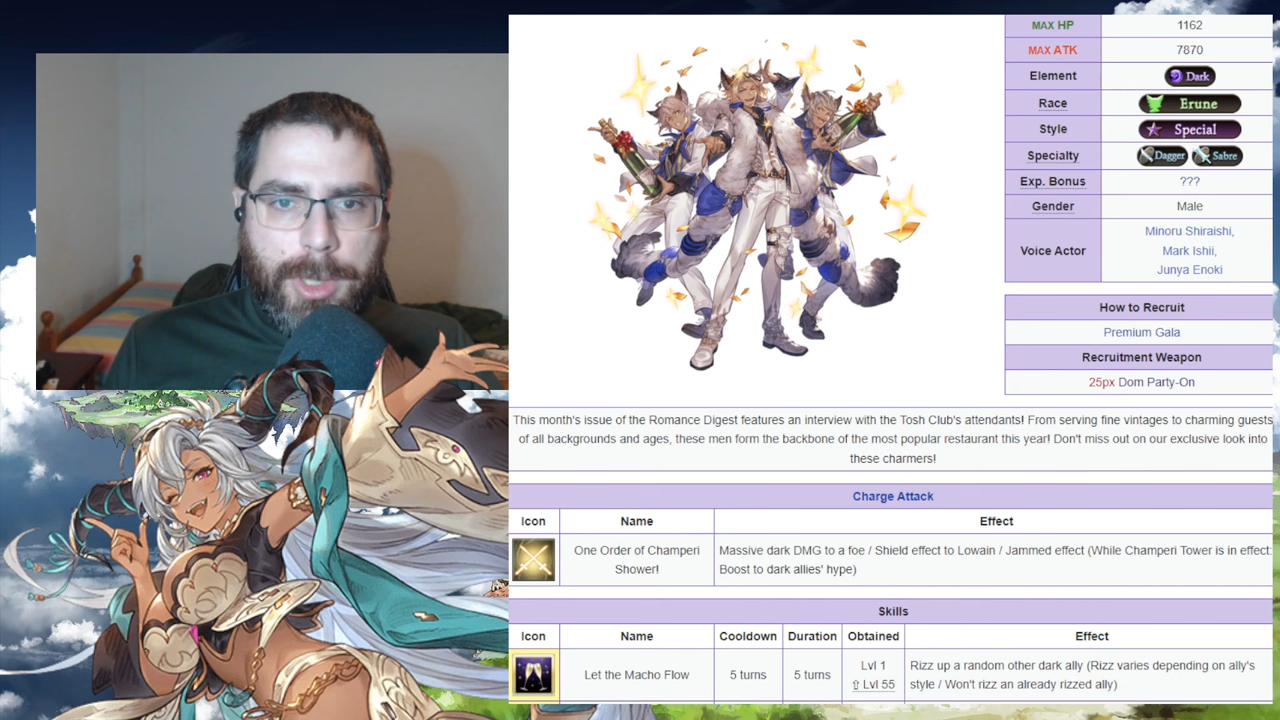 MAX HP 1162
MAX ATK 7870
Element Dark
Race Erune
Style Special
Specialty Dagger Sabre
Exp. Bonus ???
Gender Male
Voice Actor Minoru Shiraishi,
Mark Ishii,
Junya Enoki
How to Recruit
Premium Gala
Recruitment Weapon
25px Dom Party-On
This month's issue of the Romance Digest features an interview with the Tosh Club's attendants! From serving fine vintages to charming guests
of all backgrounds and ages, these men form the backbone of the most popular restaurant this year! Don't miss out on our exclusive look into
these charmers!
Charge Attack
Icon Name Effect
One Order of Champeri
Shower!
Massive dark DMG to a foe / Shield effect to Lowain / Jammed effect (While Champeri Tower is in effect:
Boost to dark allies' hype)
Skills
Icon Name Cooldown Duration Obtained Effect
Let the Macho Flow 5 turns 5 turns
Lvl 1
⇧ Lvl 55
Rizz up a random other dark ally (Rizz varies depending on ally's
style / Won't rizz an already rizzed ally)